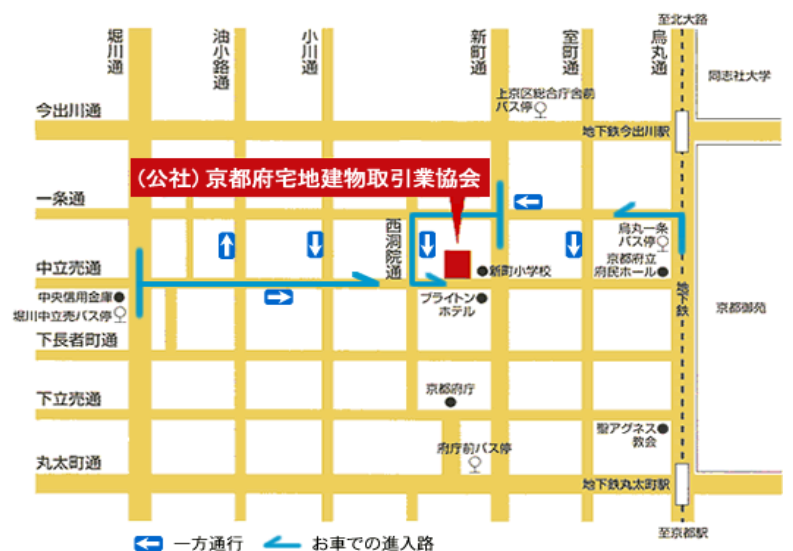 至北大路
堀川通
油小路通
小川通
新町通
室町通
烏丸通
同志社大学
上京区総合庁舎前
バス停
今出川通
地下鉄今出川駅
(公社)京都府宅地建物取引業協会
一条通
西洞院通
烏丸一条
バス停
京都府立
府民ホール
中立売通
新町小学校
地下鉄
中央信用金庫
ブライトン
ホテル
京都御苑
堀川中立売バス停
下長者町通
下立売通
京都府庁
聖アグネス
教会
府庁前バス停
丸太町通
地下鉄丸太町駅
至京都駅
一方通行
お車での進入路